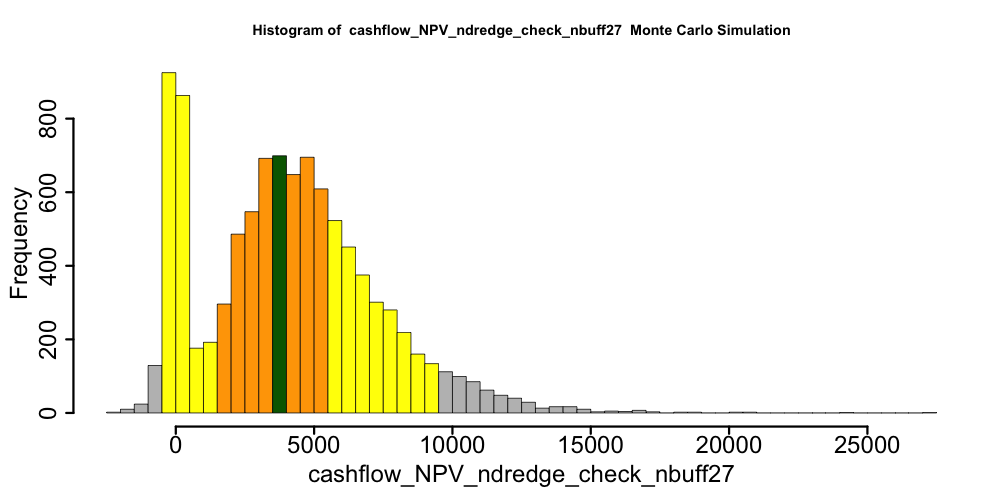 Histogram of  cashflow_NPV_ndredge_check_nbuff27  Monte Carlo Simulation
Frequency
800
600
400
200
0
0 5000 10000 15000 20000 25000
cashflow_NPV_ndredge_check_nbuff27